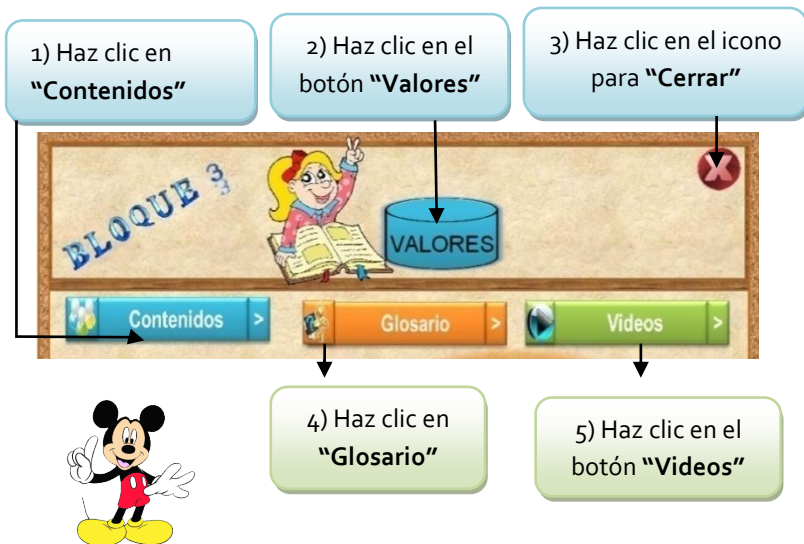 1) Haz clic en
“Contenidos”
2) Haz clic en el
botón “Valores”
3) Haz clic en el icono
para “Cerrar”
BLOQUE 3
VALORES
Contenidos >
Glosario >
Videos >
4) Haz clic en
“Glosario”
5) Haz clic en el
botón “Videos”